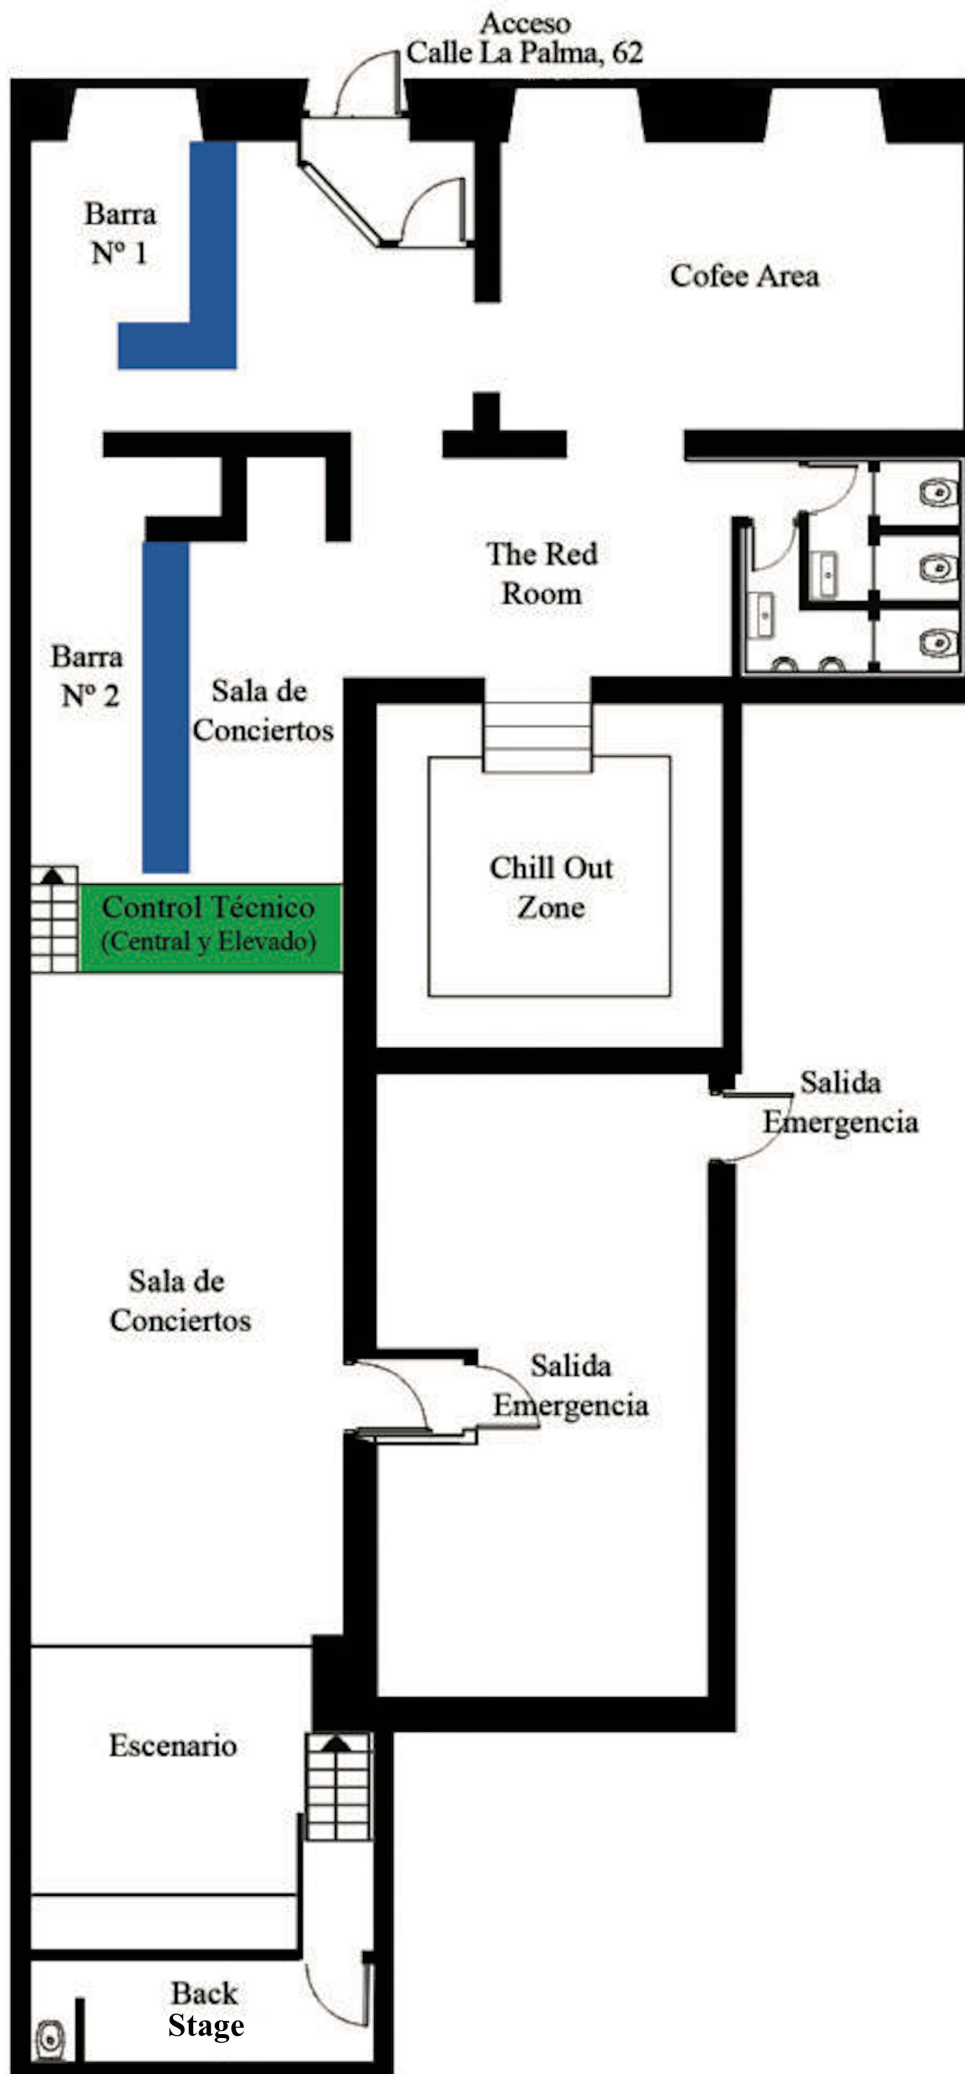 Acceso
Calle La Palma, 62
Barra
Nº 1
Cofee Area
The Red
Room
Barra
Nº 2
Sala de
Conciertos
Chill Out
Zone
Control Técnico
(Central y Elevado)
Salida
Emergencia
Sala de
Conciertos
Salida
Emergencia
Escenario
Back
Stage